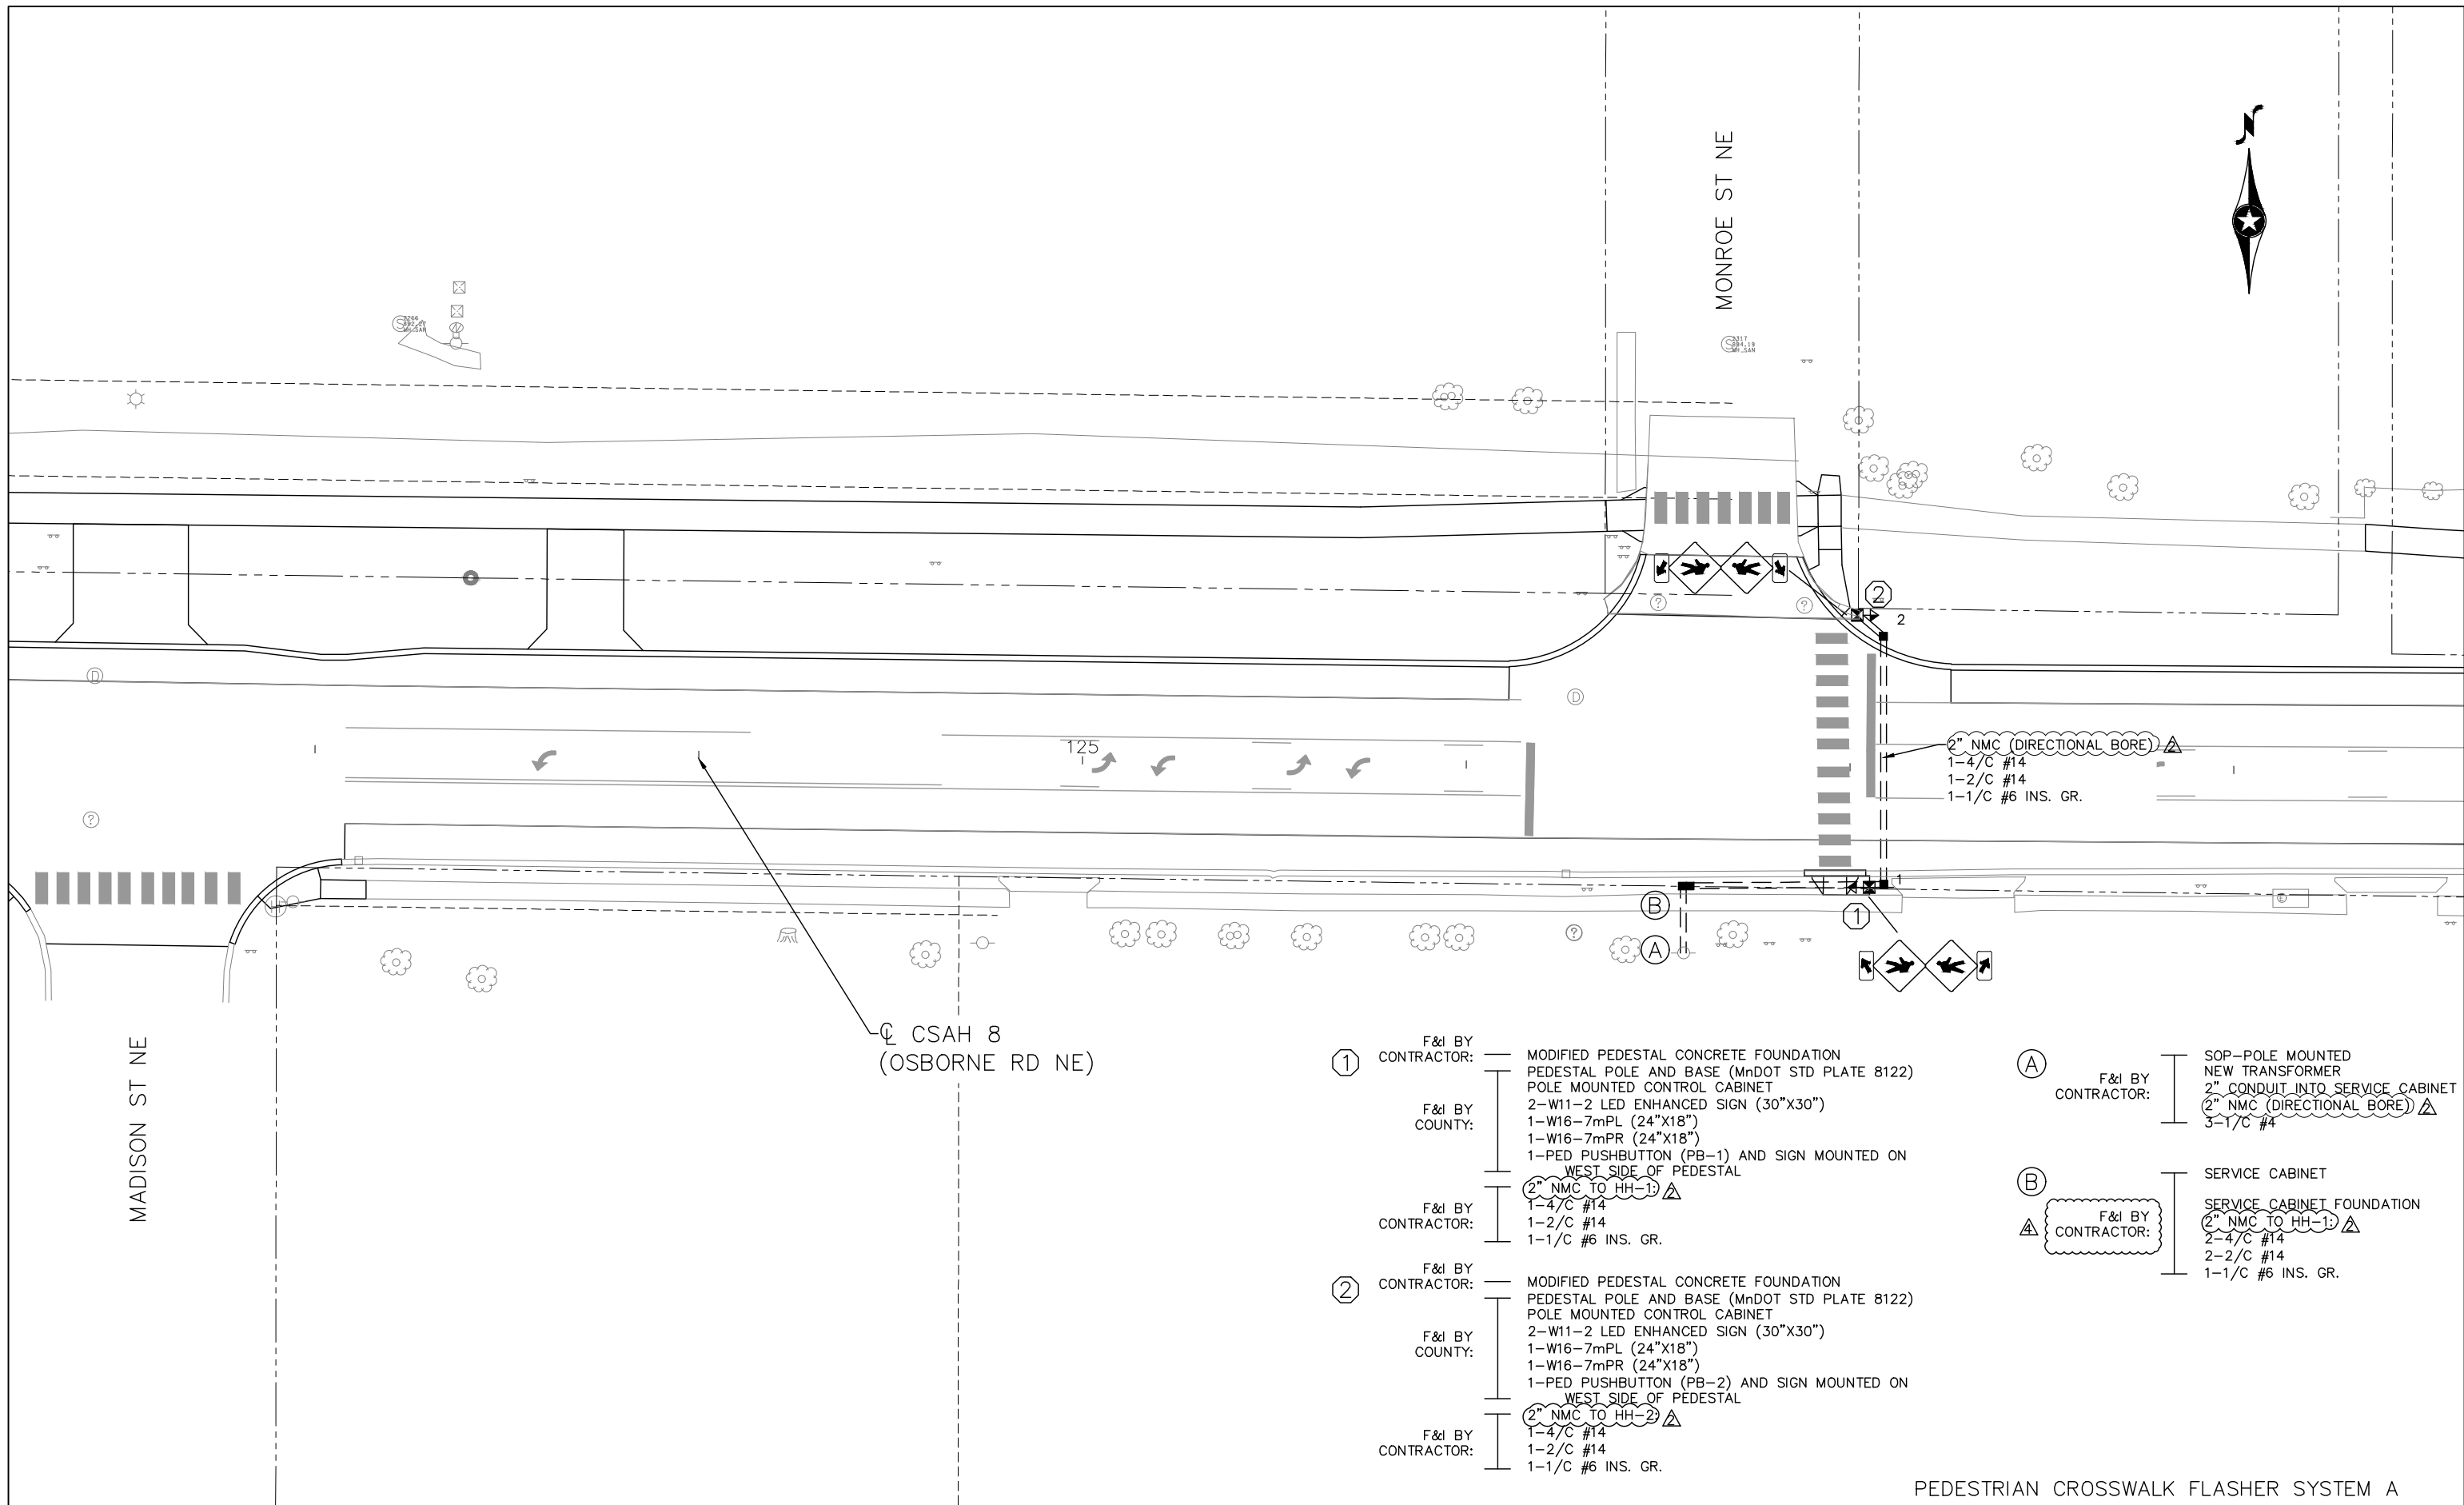 N
MONROE ST NE
MH_SAN
MH_SAN
2
2
D
D
?
?
?
125
2" NMC (DIRECTIONAL BORE) 2
1-4/C #14
1-2/C #14
1-1/C #6 INS. GR.
?
B
A
1
1
?
E
MADISON ST NE
CL CSAH 8
(OSBORNE RD NE)
1
F&I BY
CONTRACTOR:
MODIFIED PEDESTAL CONCRETE FOUNDATION
F&I BY
COUNTY:
PEDESTAL POLE AND BASE (MnDOT STD PLATE 8122)
POLE MOUNTED CONTROL CABINET
2-W11-2 LED ENHANCED SIGN (30"X30")
1-W16-7mPL (24"X18")
1-W16-7mPR (24"X18")
1-PED PUSHBUTTON (PB-1) AND SIGN MOUNTED ON
WEST SIDE OF PEDESTAL
F&I BY
CONTRACTOR:
2" NMC TO HH-1: 2
1-4/C #14
1-2/C #14
1-1/C #6 INS. GR.
2
F&I BY
CONTRACTOR:
MODIFIED PEDESTAL CONCRETE FOUNDATION
F&I BY
COUNTY:
PEDESTAL POLE AND BASE (MnDOT STD PLATE 8122)
POLE MOUNTED CONTROL CABINET
2-W11-2 LED ENHANCED SIGN (30"X30")
1-W16-7mPL (24"X18")
1-W16-7mPR (24"X18")
1-PED PUSHBUTTON (PB-2) AND SIGN MOUNTED ON
WEST SIDE OF PEDESTAL
F&I BY
CONTRACTOR:
2" NMC TO HH-2: 2
1-4/C #14
1-2/C #14
1-1/C #6 INS. GR.
A
F&I BY
CONTRACTOR:
SOP-POLE MOUNTED
NEW TRANSFORMER
2" CONDUIT INTO SERVICE CABINET
2" NMC (DIRECTIONAL BORE) 2
3-1/C #4
B
4
F&I BY
CONTRACTOR:
SERVICE CABINET
SERVICE CABINET FOUNDATION
2" NMC TO HH-1: 2
2-4/C #14
2-2/C #14
1-1/C #6 INS. GR.
PEDESTRIAN CROSSWALK FLASHER SYSTEM A